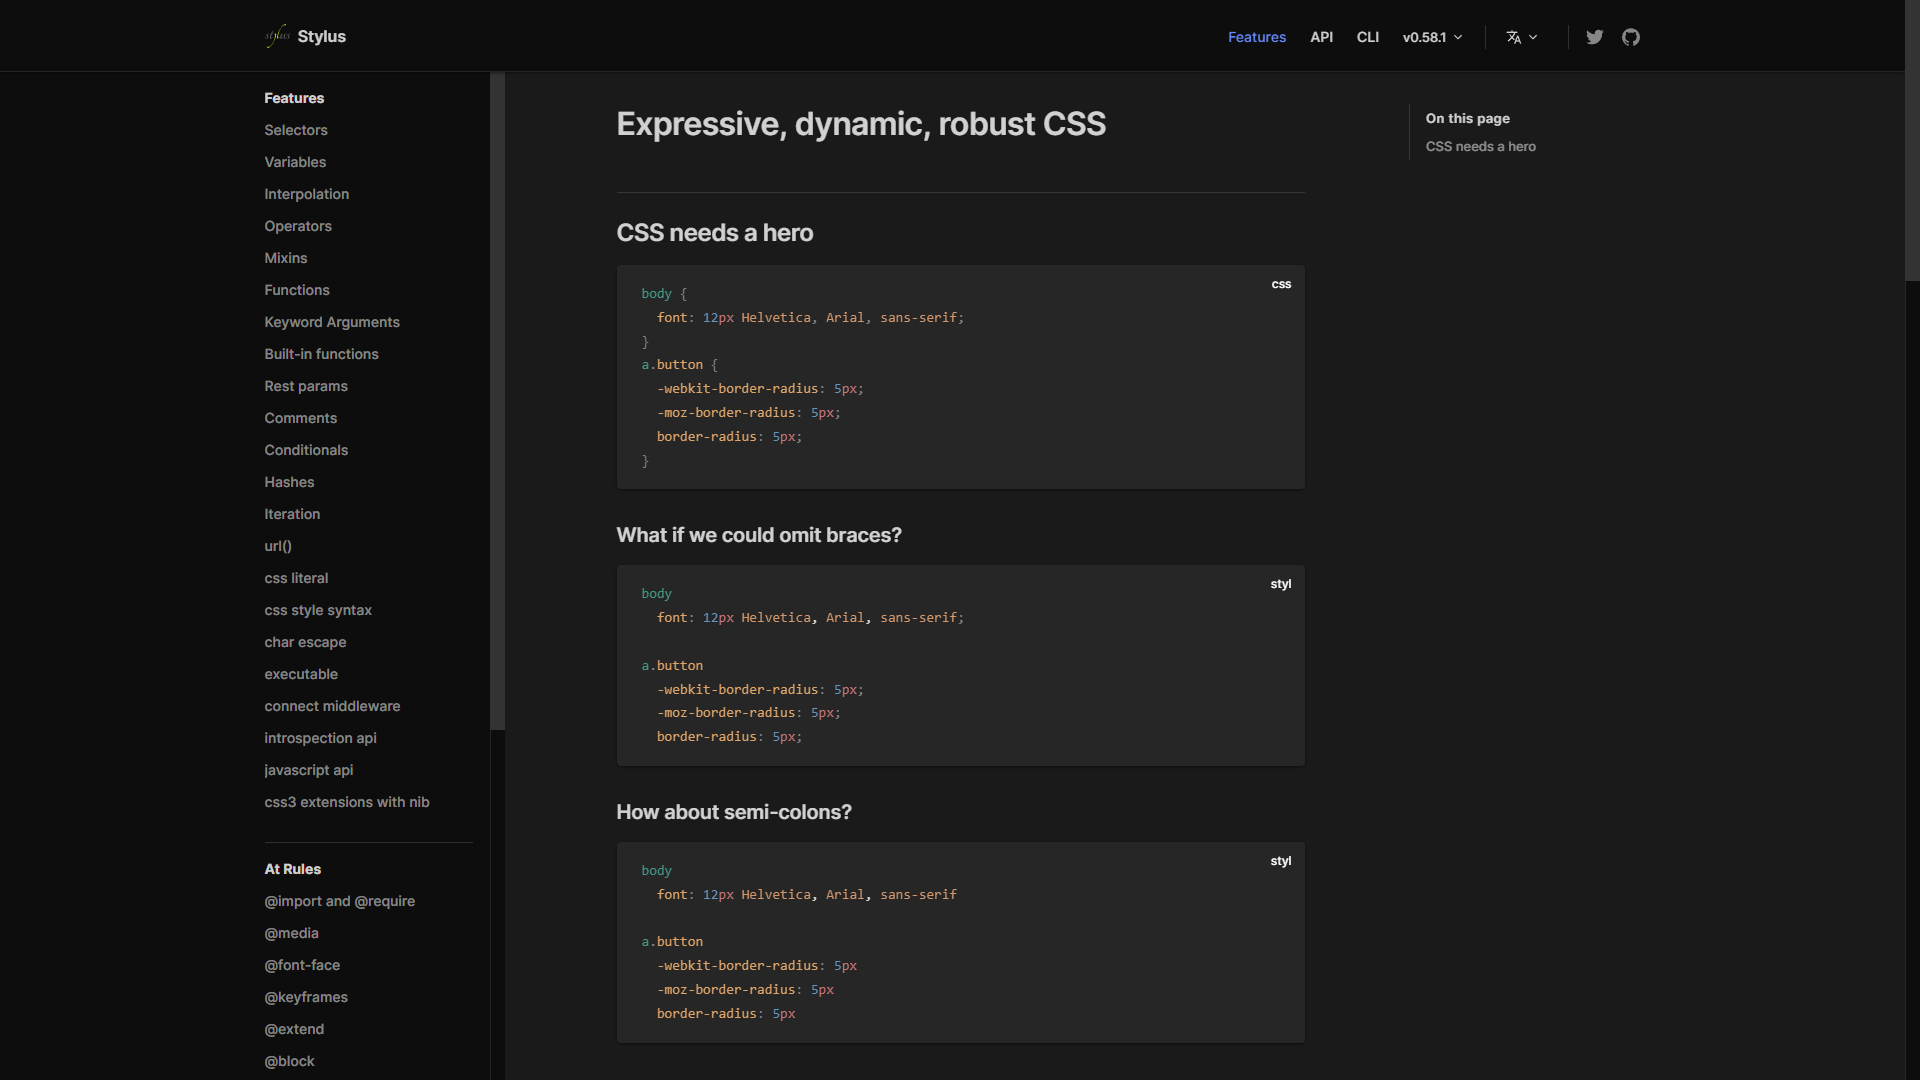 stylus Stylus
Features API CLI v0.58.1
Features
Selectors
Variables
Interpolation
Operators
Mixins
Functions
Keyword Arguments
Built-in functions
Rest params
Comments
Conditionals
Hashes
Iteration
url()
css literal
css style syntax
char escape
executable
connect middleware
introspection api
javascript api
css3 extensions with nib
At Rules
@import and @require
@media
@font-face
@keyframes
@extend
@block
Expressive, dynamic, robust CSS
CSS needs a hero
css
body {
  font: 12px Helvetica, Arial, sans-serif;
}
a.button {
  -webkit-border-radius: 5px;
  -moz-border-radius: 5px;
  border-radius: 5px;
}
What if we could omit braces?
styl
body
  font: 12px Helvetica, Arial, sans-serif;
a.button
  -webkit-border-radius: 5px;
  -moz-border-radius: 5px;
  border-radius: 5px;
How about semi-colons?
styl
body
  font: 12px Helvetica, Arial, sans-serif
a.button
  -webkit-border-radius: 5px
  -moz-border-radius: 5px
  border-radius: 5px
On this page
CSS needs a hero